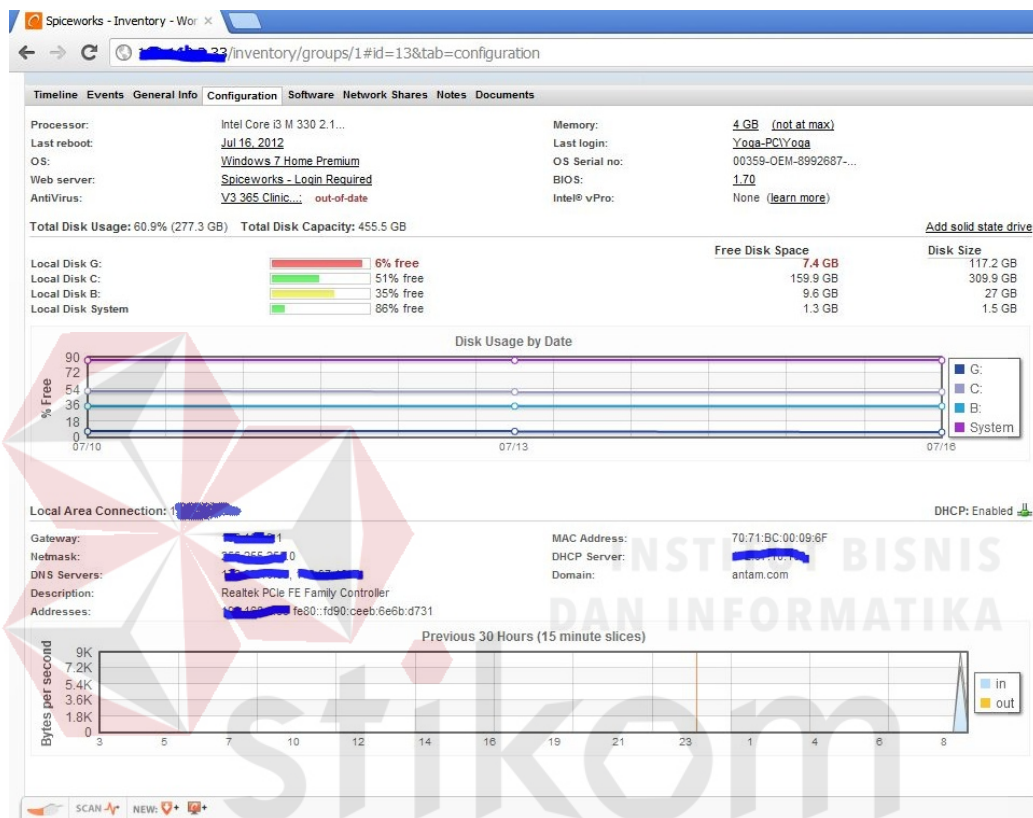 Spiceworks - Inventory - Wor ×
/inventory/groups/1#id=13&tab=configuration
Timeline Events General Info Configuration Software Network Shares Notes Documents
Processor: Intel Core i3 M 330 2.1... Memory: 4 GB (not at max)
Last reboot: Jul 16, 2012 Last login: Yoga-PC\Yoga
OS: Windows 7 Home Premium OS Serial no: 00359-OEM-8992687-...
Web server: Spiceworks - Login Required BIOS: 1.70
AntiVirus: V3 365 Clinic...: out-of-date Intel® vPro: None (learn more)
Total Disk Usage: 60.9% (277.3 GB) Total Disk Capacity: 455.5 GB Add solid state drive
Free Disk Space Disk Size
Local Disk G: 6% free 7.4 GB 117.2 GB
Local Disk C: 51% free 159.9 GB 309.9 GB
Local Disk B: 35% free 9.6 GB 27 GB
Local Disk System 86% free 1.3 GB 1.5 GB
Disk Usage by Date
% Free
90
72
54
36
18
0
07/10 07/13 07/16
G:
C:
B:
System
Local Area Connection: DHCP: Enabled
Gateway: MAC Address: 70:71:BC:00:09:6F
Netmask: DHCP Server:
DNS Servers: Domain: antam.com
Description: Realtek PCIe FE Family Controller
Addresses: fe80::fd90:ceeb:6e6b:d731
INSTITUT BISNIS
DAN INFORMATIKA
stikom
Previous 30 Hours (15 minute slices)
Bytes per second
9K
7.2K
5.4K
3.6K
1.8K
0
3 5 7 10 12 14 16 19 21 23 1 4 6 8
in
out
SCAN NEW: